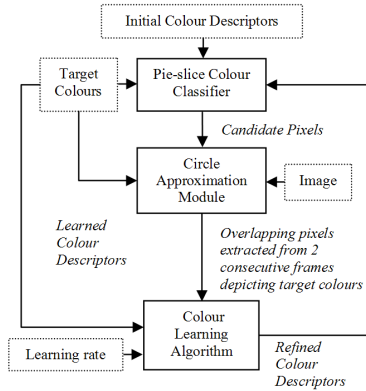 Initial Colour Descriptors
Target
Colours
Pie-slice Colour
Classifier
Candidate Pixels
Circle
Approximation
Module
Image
Learned
Colour
Descriptors
Overlapping pixels
extracted from 2
consecutive frames
depicting target colours
Colour
Learning
Algorithm
Learning rate
Refined
Colour
Descriptors